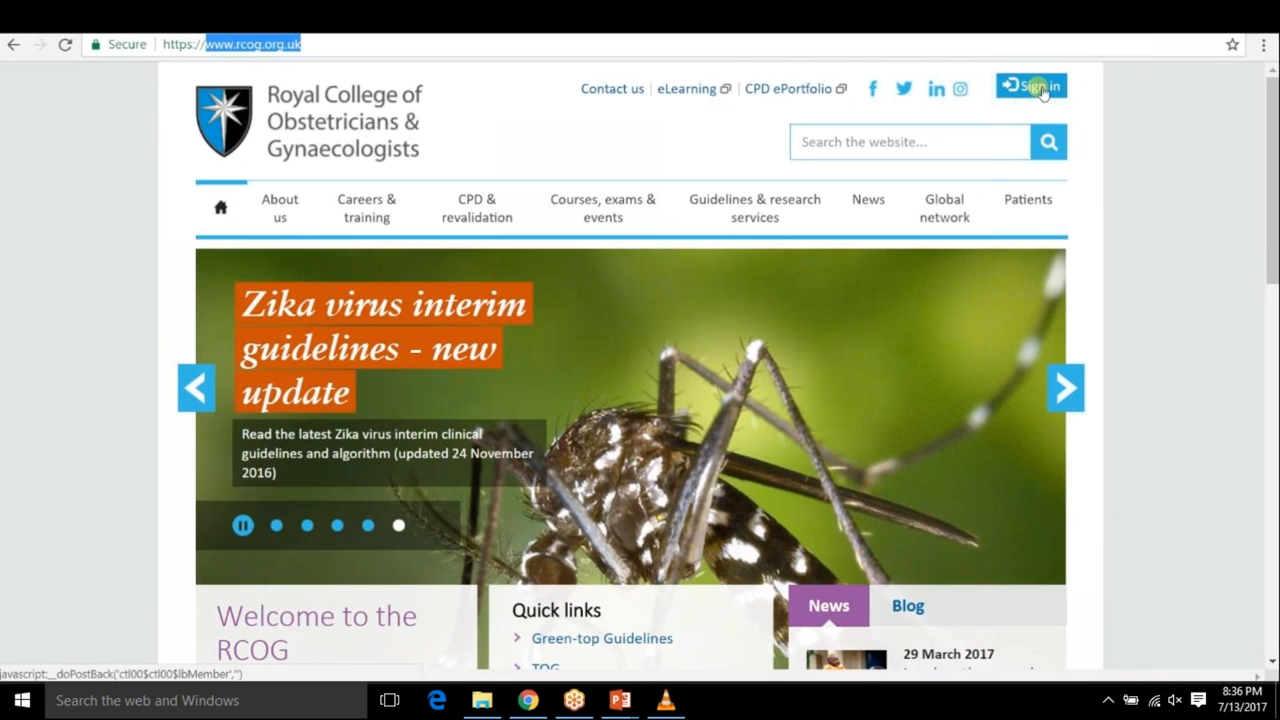 Secure
https://www.rcog.org.uk
Royal College of
Obstetricians &
Gynaecologists
Contact us
eLearning
CPD ePortfolio
Sign in
Search the website...
About
us
Careers &
training
CPD &
revalidation
Courses, exams &
events
Guidelines & research
services
News
Global
network
Patients
Zika virus interim
guidelines - new
update
Read the latest Zika virus interim clinical
guidelines and algorithm (updated 24 November
2016)
Welcome to the
RCOG
Quick links
Green-top Guidelines
TOG
News
Blog
29 March 2017
javascript:__doPostBack('ctl00$ctl00$lbMember','')
Search the web and Windows
8:36 PM
7/13/2017